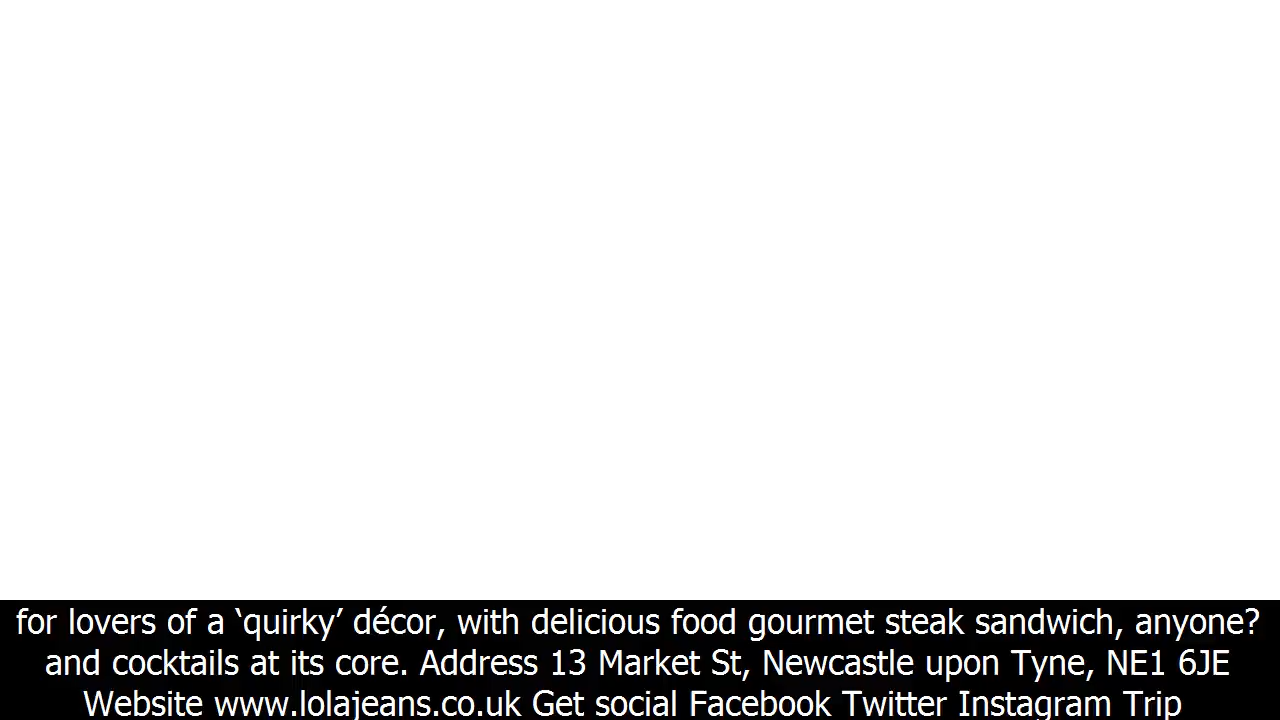 for lovers of a ‘quirky’ décor, with delicious food gourmet steak sandwich, anyone?
and cocktails at its core. Address 13 Market St, Newcastle upon Tyne, NE1 6JE
Website www.lolajeans.co.uk Get social Facebook Twitter Instagram Trip